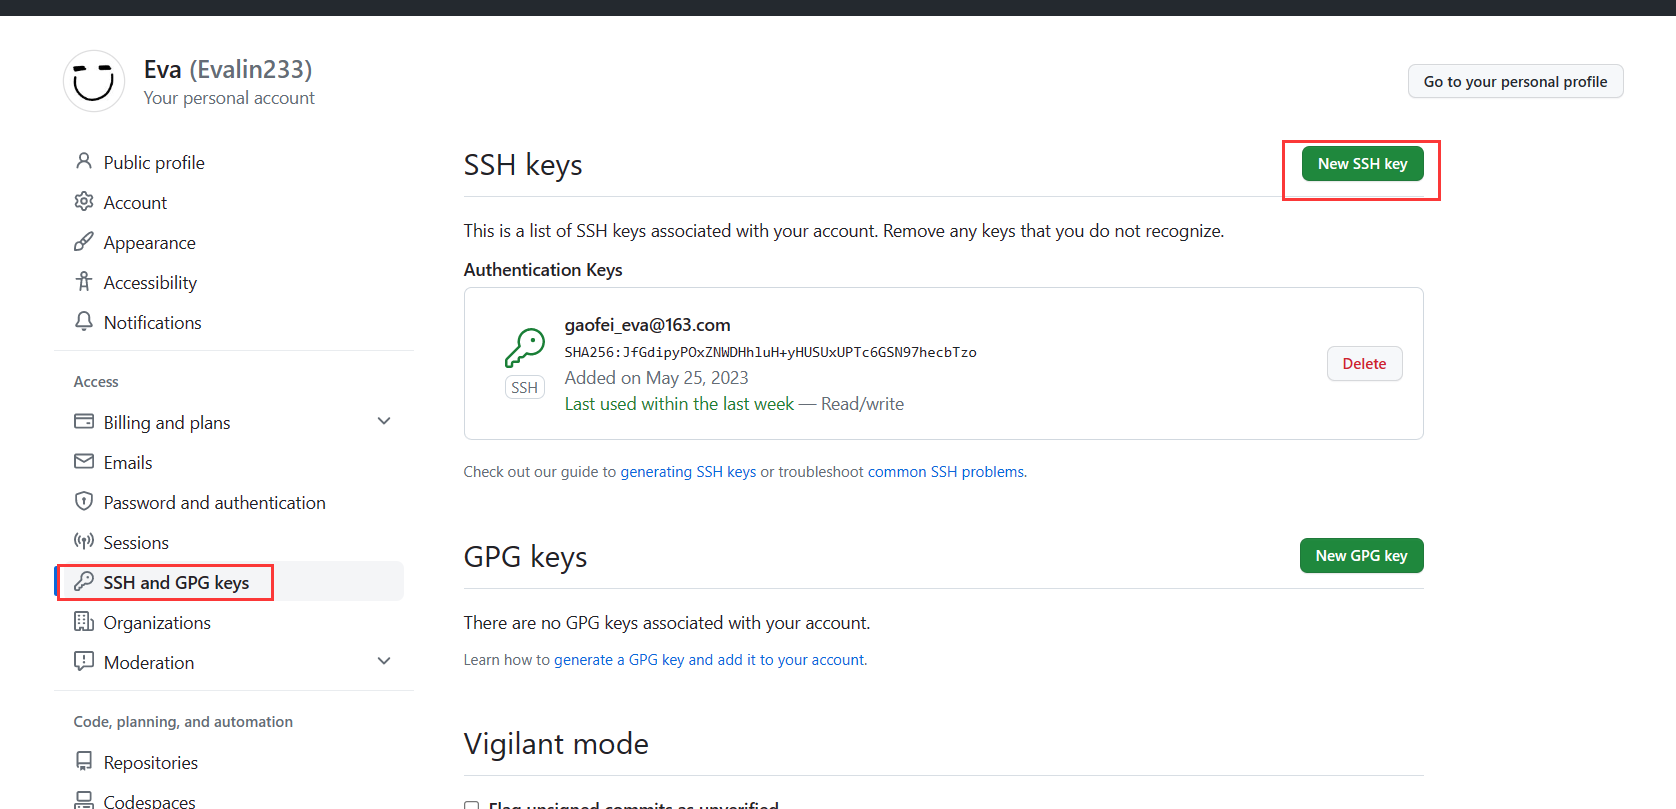 Eva (Evalin233)
Your personal account
Go to your personal profile
Public profile
Account
Appearance
Accessibility
Notifications
Access
Billing and plans
Emails
Password and authentication
Sessions
SSH and GPG keys
Organizations
Moderation
Code, planning, and automation
Repositories
Codespaces
SSH keys
New SSH key
This is a list of SSH keys associated with your account. Remove any keys that you do not recognize.
Authentication Keys
gaofei_eva@163.com
SHA256:JfGdipyPOxZNWDHhluH+yHUSUxUPTc6GSN97hecbTzo
SSH
Added on May 25, 2023
Last used within the last week — Read/write
Delete
Check out our guide to generating SSH keys or troubleshoot common SSH problems.
GPG keys
New GPG key
There are no GPG keys associated with your account.
Learn how to generate a GPG key and add it to your account.
Vigilant mode
Flag unsigned commits as unverified